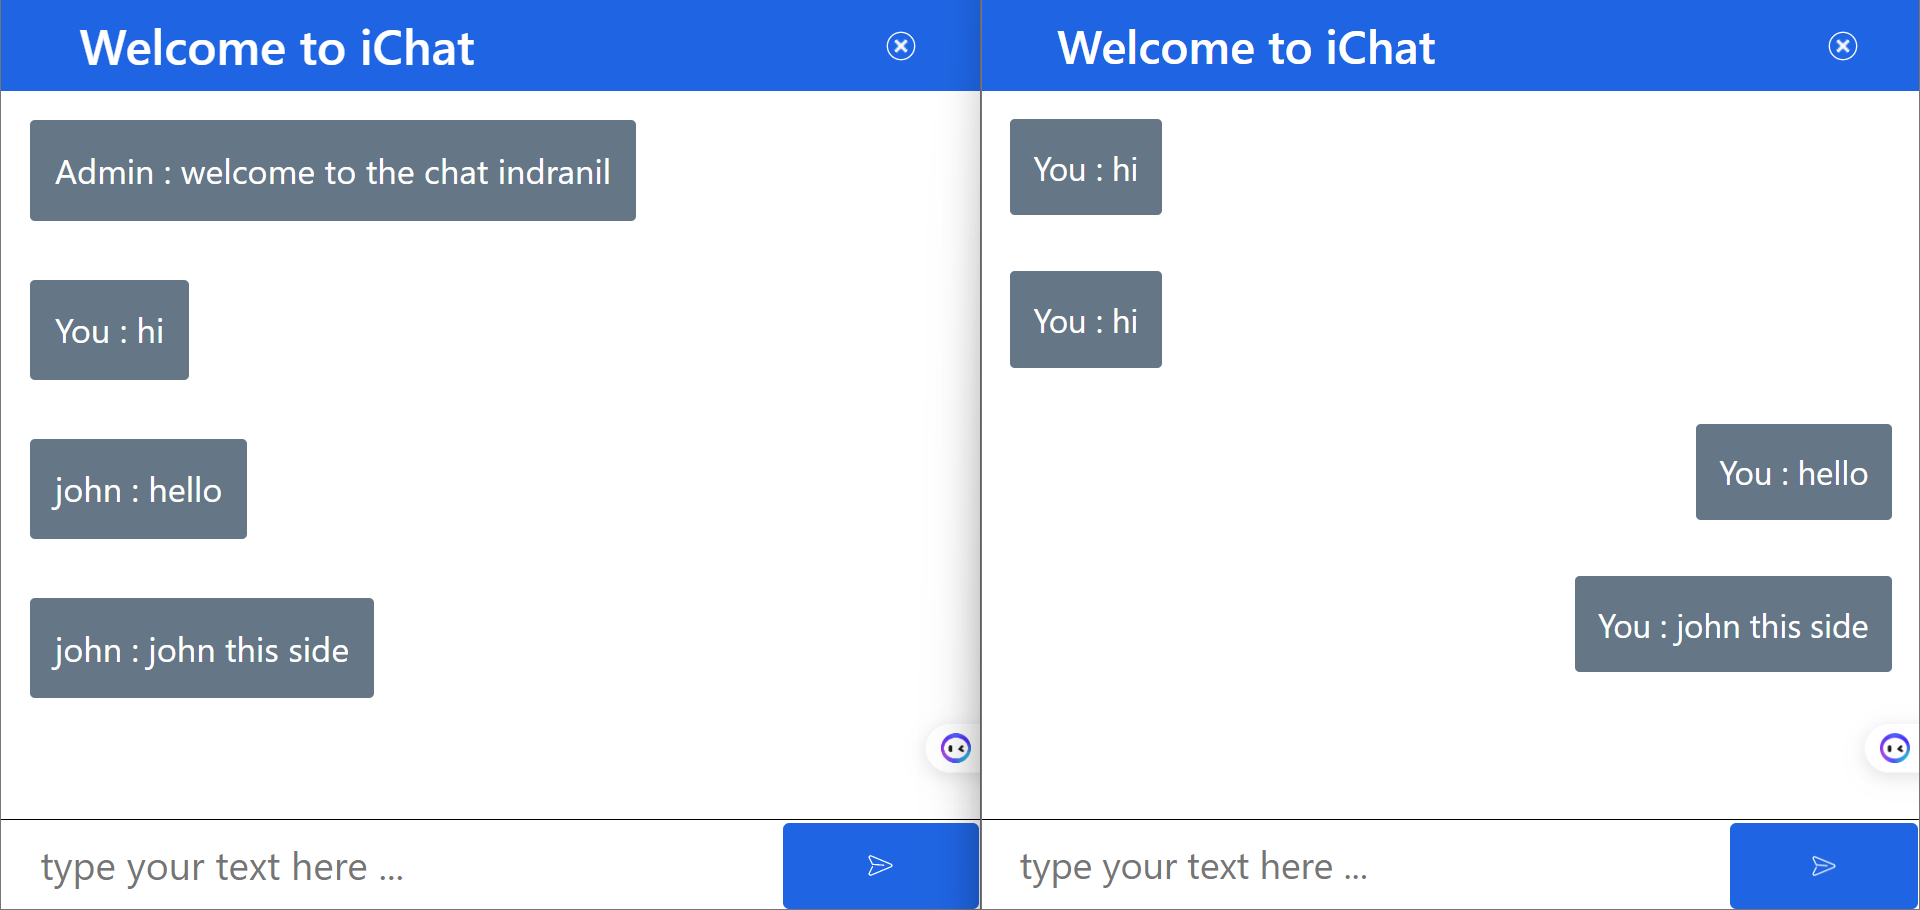 Welcome to iChat
Admin : welcome to the chat indranil
You : hi
john : hello
john : john this side
type your text here ...
Welcome to iChat
You : hi
You : hi
You : hello
You : john this side
type your text here ...